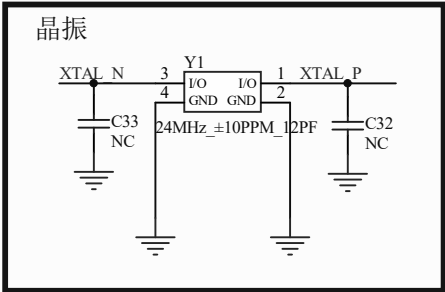 晶振
Y1
XTAL_N 3 I/O I/O 1 XTAL_P
4 GND GND 2
C33
NC
24MHz_±10PPM_12PF
C32
NC